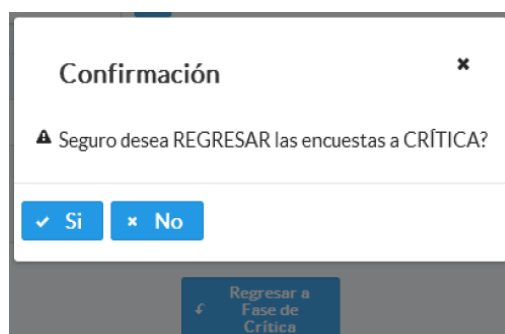 Confirmación
Seguro desea REGRESAR las encuestas a CRÍTICA?
Si
No
Regresar a
Fase de
Crítica